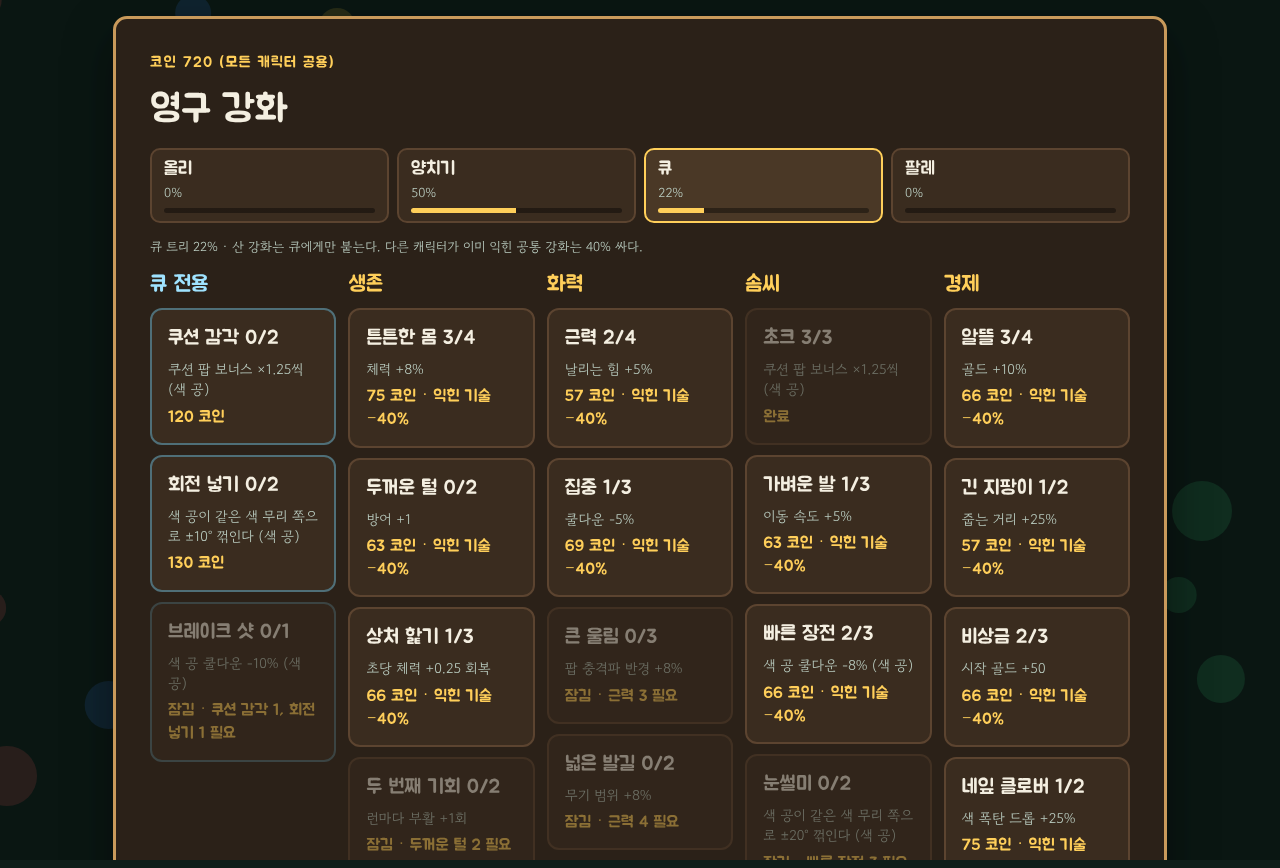 코인 720 (모든 캐릭터 공용)
영구 강화
올리
0%
양치기
50%
큐
22%
팔레
0%
큐 트리 22% · 산 강화는 큐에게만 붙는다. 다른 캐릭터가 이미 익힌 공통 강화는 40% 싸다.
큐 전용
쿠션 감각 0/2
쿠션 팝 보너스 ×1.25씩
(색 공)
120 코인
회전 넣기 0/2
색 공이 같은 색 무리 쪽으
로 ±10° 꺾인다 (색 공)
130 코인
브레이크 샷 0/1
색 공 쿨다운 -10% (색
공)
잠김 · 쿠션 감각 1, 회전
넣기 1 필요
생존
튼튼한 몸 3/4
체력 +8%
75 코인 · 익힌 기술
−40%
두꺼운 털 0/2
방어 +1
63 코인 · 익힌 기술
−40%
상처 핥기 1/3
초당 체력 +0.25 회복
66 코인 · 익힌 기술
−40%
두 번째 기회 0/2
런마다 부활 +1회
잠김 · 두꺼운 털 2 필요
화력
근력 2/4
날리는 힘 +5%
57 코인 · 익힌 기술
−40%
집중 1/3
쿨다운 -5%
69 코인 · 익힌 기술
−40%
큰 울림 0/3
팝 충격파 반경 +8%
잠김 · 근력 3 필요
넓은 발길 0/2
무기 범위 +8%
잠김 · 근력 4 필요
솜씨
초크 3/3
쿠션 팝 보너스 ×1.25씩
(색 공)
완료
가벼운 발 1/3
이동 속도 +5%
63 코인 · 익힌 기술
−40%
빠른 장전 2/3
색 공 쿨다운 -8% (색 공)
66 코인 · 익힌 기술
−40%
눈썰미 0/2
색 공이 같은 색 무리 쪽으
로 ±20° 꺾인다 (색 공)
경제
알뜰 3/4
골드 +10%
66 코인 · 익힌 기술
−40%
긴 지팡이 1/2
줍는 거리 +25%
57 코인 · 익힌 기술
−40%
비상금 2/3
시작 골드 +50
66 코인 · 익힌 기술
−40%
네잎 클로버 1/2
색 폭탄 드롭 +25%
75 코인 · 익힌 기술